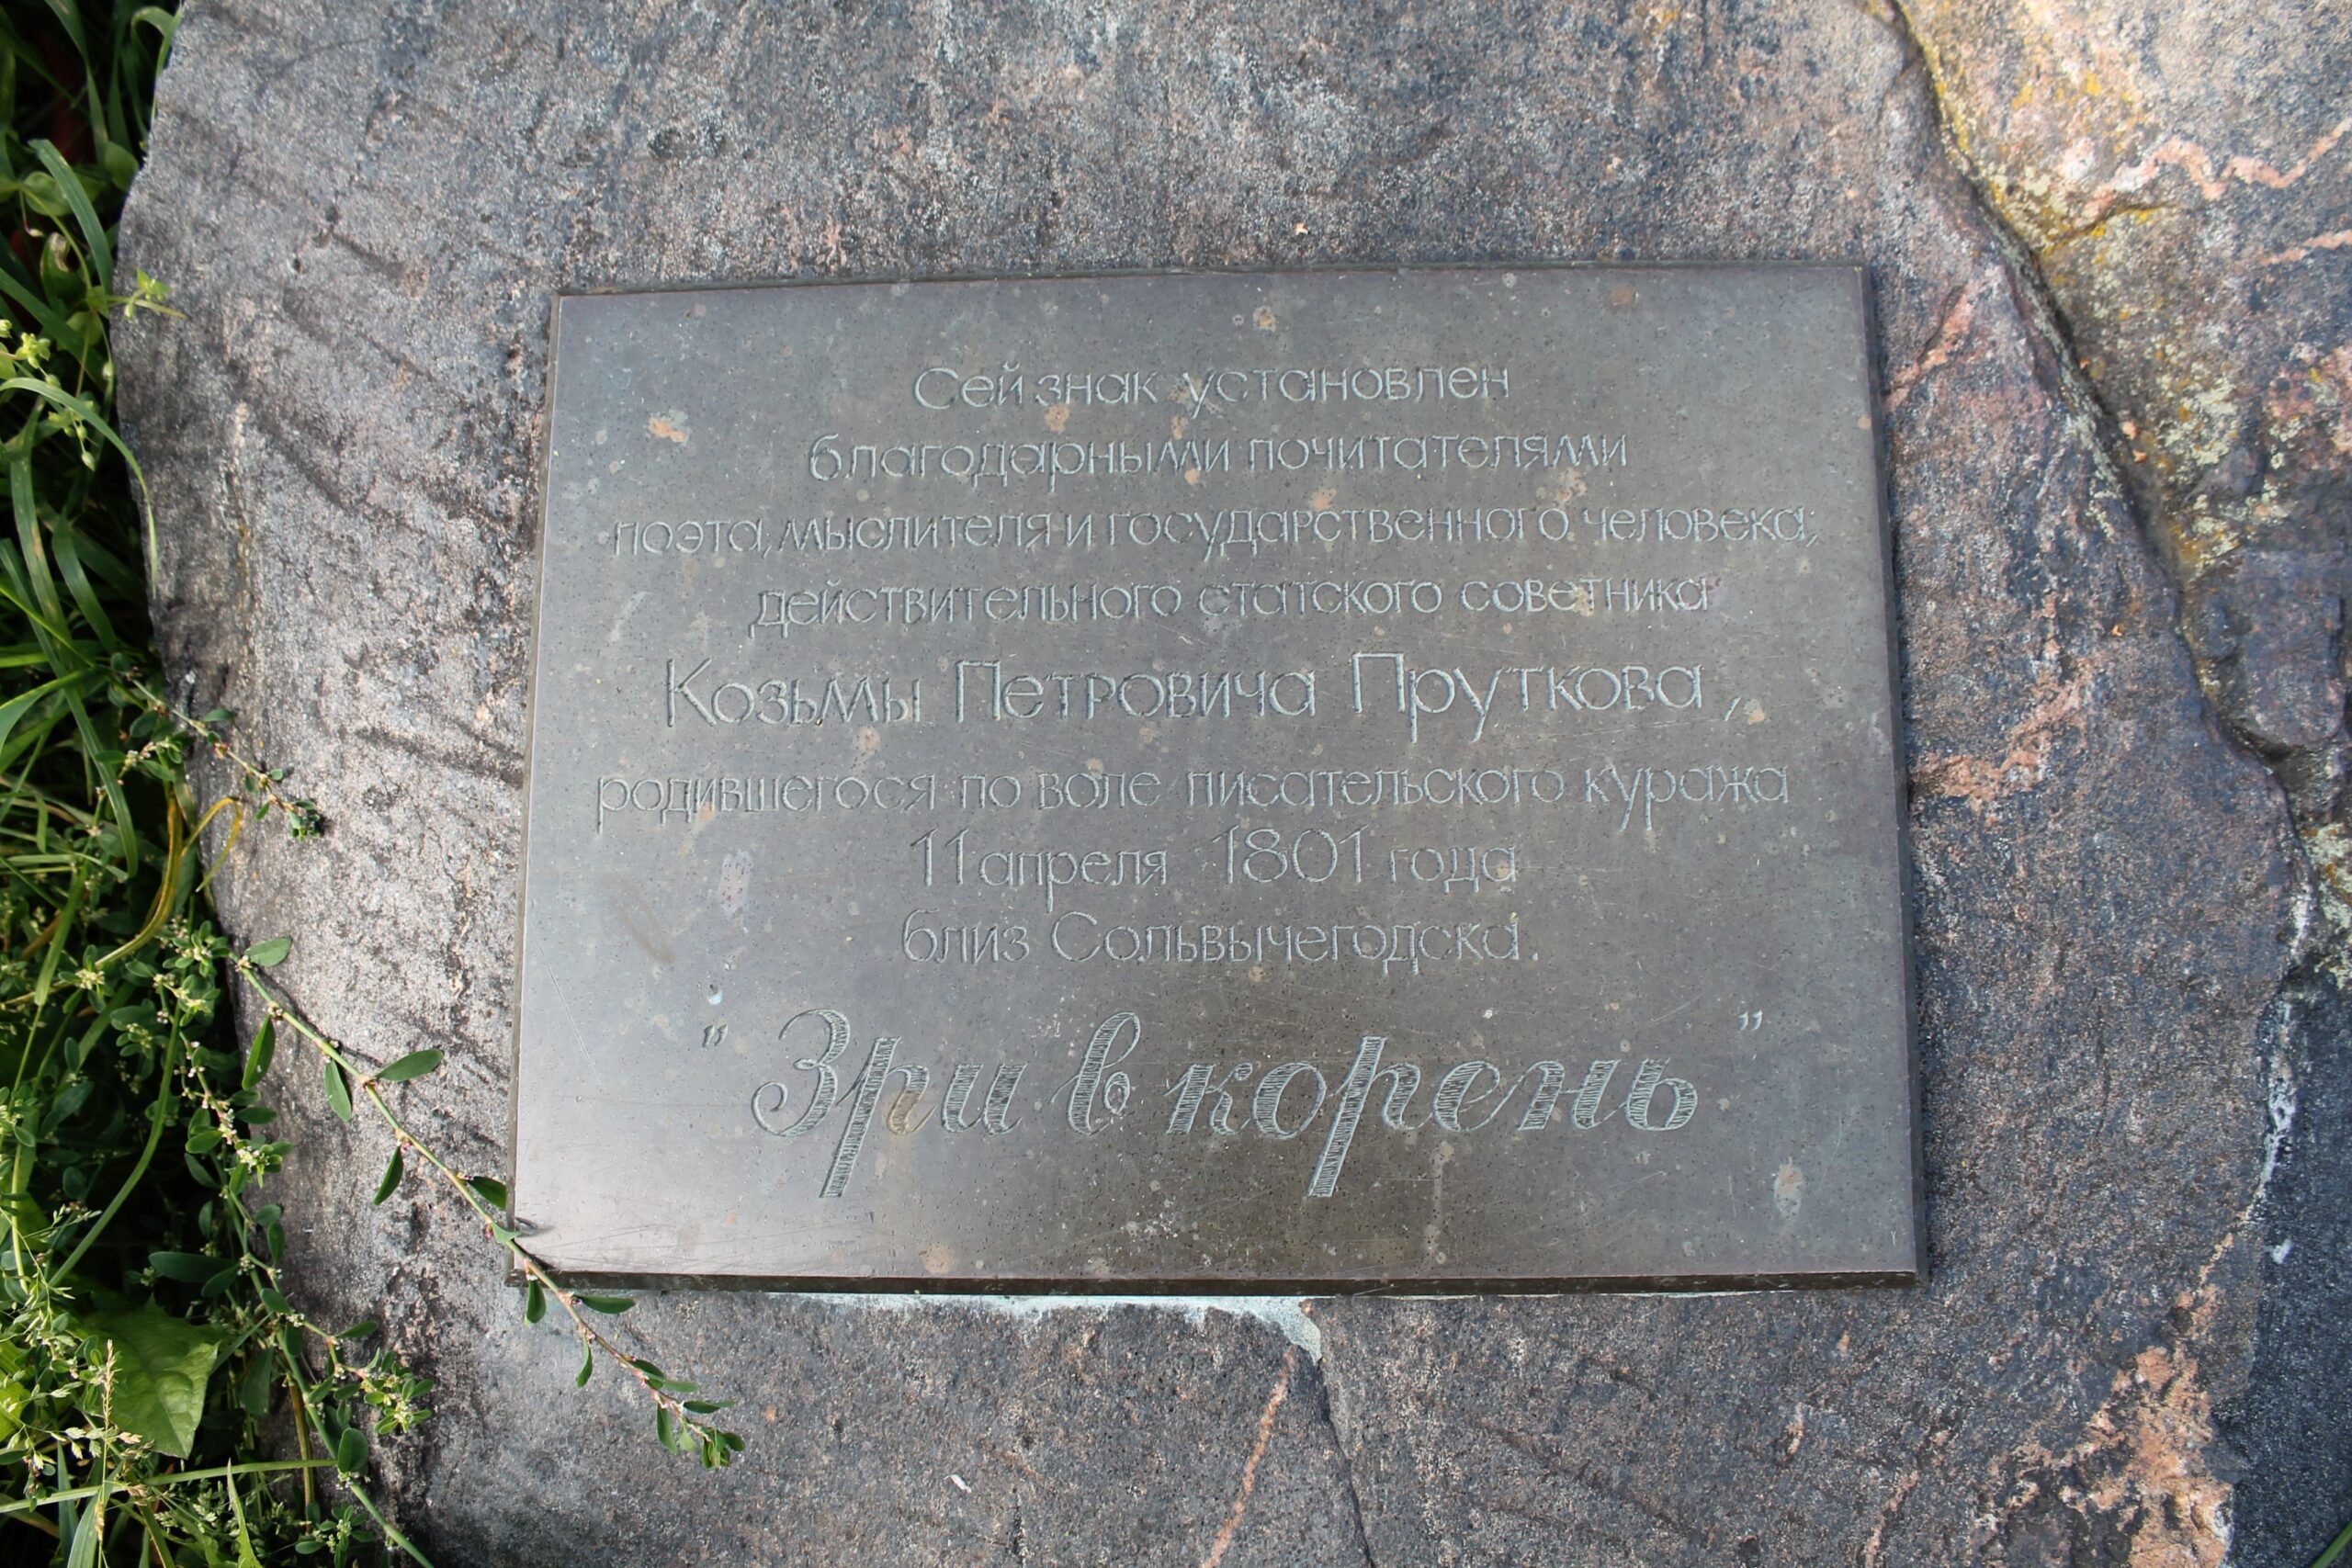 Сей знак установлен
благодарными почитателями
поэта, мыслителя и государственного человека,
действительного статского советника
Козьмы Петровича Пруткова,
родившегося по воле писательского куража
11 апреля 1801 года
близ Сольвычегодска.
"Зри в корень"